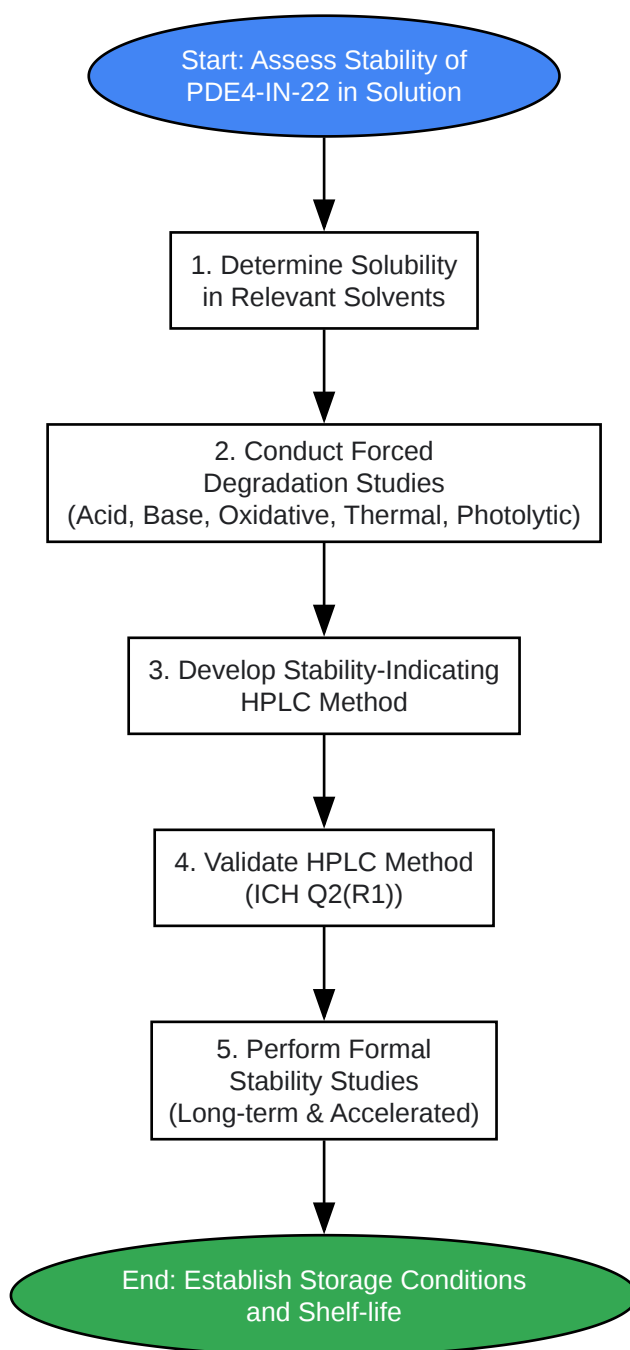 Start: Assess Stability of
PDE4-IN-22 in Solution
1. Determine Solubility
in Relevant Solvents
2. Conduct Forced
Degradation Studies
(Acid, Base, Oxidative, Thermal, Photolytic)
3. Develop Stability-Indicating
HPLC Method
4. Validate HPLC Method
(ICH Q2(R1))
5. Perform Formal
Stability Studies
(Long-term & Accelerated)
End: Establish Storage Conditions
and Shelf-life